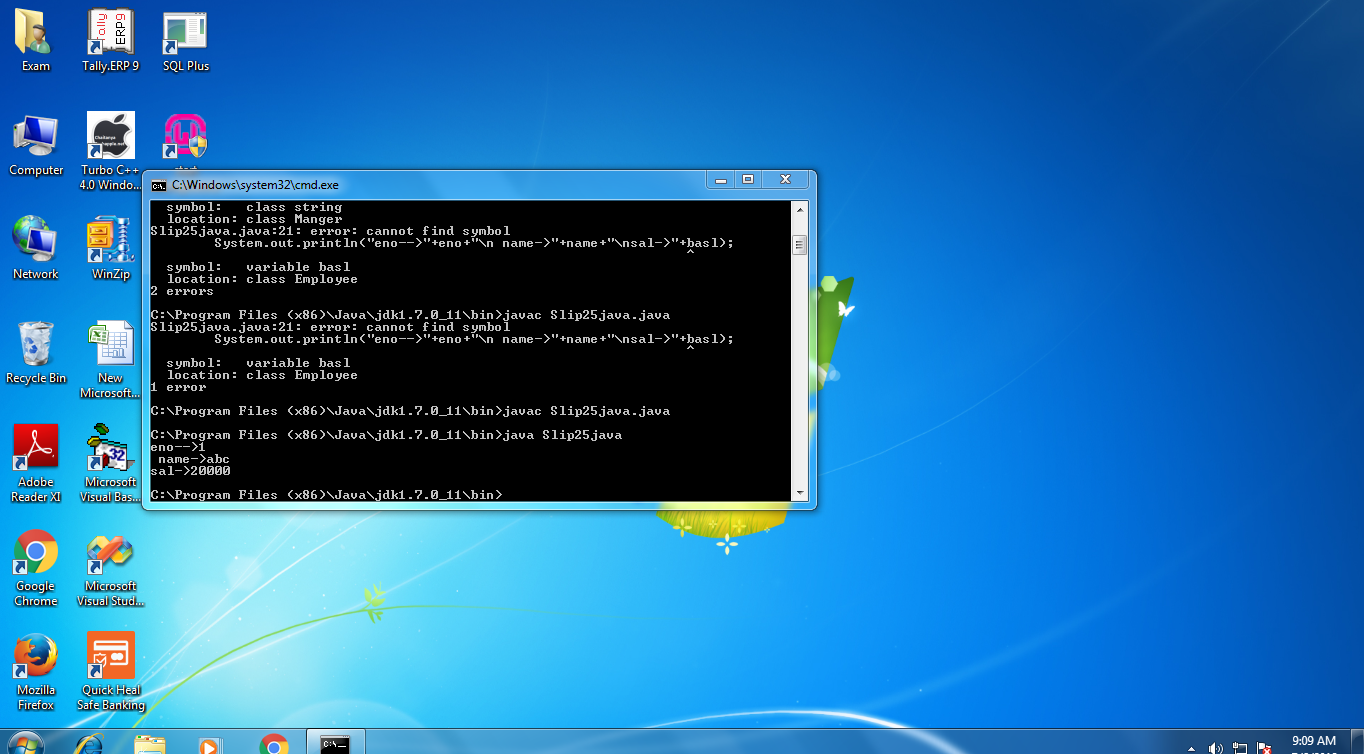 Exam
Tally.ERP 9
SQL Plus
Computer
Turbo C++
4.0 Windo...
Network
WinZip
Recycle Bin
New
Microsoft...
Adobe
Reader XI
Microsoft
Visual Bas...
Google
Chrome
Microsoft
Visual Stud...
Mozilla
Firefox
Quick Heal
Safe Banking
C:\Windows\system32\cmd.exe
symbol: class string
location: class Manger
Slip25java.java:21: error: cannot find symbol
System.out.println("eno-->"+eno+"\n name->"+name+"\nsal->"+basl);
^
symbol: variable basl
location: class Employee
2 errors
C:\Program Files (x86)\Java\jdk1.7.0_11\bin>javac Slip25java.java
Slip25java.java:21: error: cannot find symbol
System.out.println("eno-->"+eno+"\n name->"+name+"\nsal->"+basl);
^
symbol: variable basl
location: class Employee
1 error
C:\Program Files (x86)\Java\jdk1.7.0_11\bin>javac Slip25java.java
C:\Program Files (x86)\Java\jdk1.7.0_11\bin>java Slip25java
eno-->1
name->abc
sal->20000
C:\Program Files (x86)\Java\jdk1.7.0_11\bin>
9:09 AM